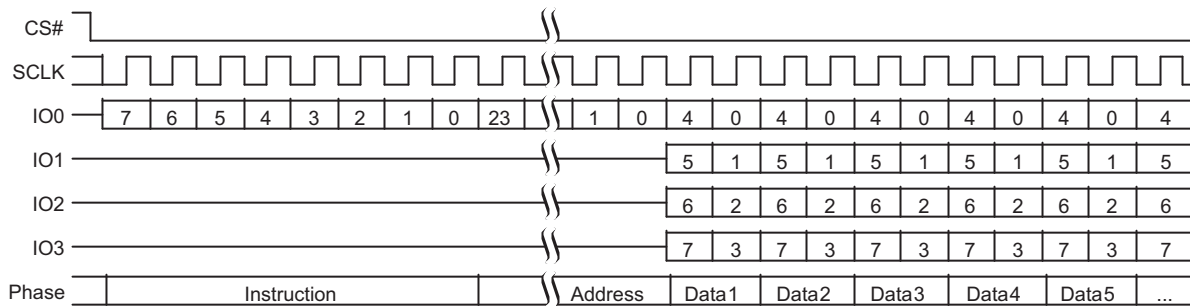 CS#
SCLK
IO0 7 6 5 4 3 2 1 0 23 1 0 4 0 4 0 4 0 4 0 4 0 4
IO1 5 1 5 1 5 1 5 1 5 1 5
IO2 6 2 6 2 6 2 6 2 6 2 6
IO3 7 3 7 3 7 3 7 3 7 3 7
Phase Instruction Address Data1 Data2 Data3 Data4 Data5 ...